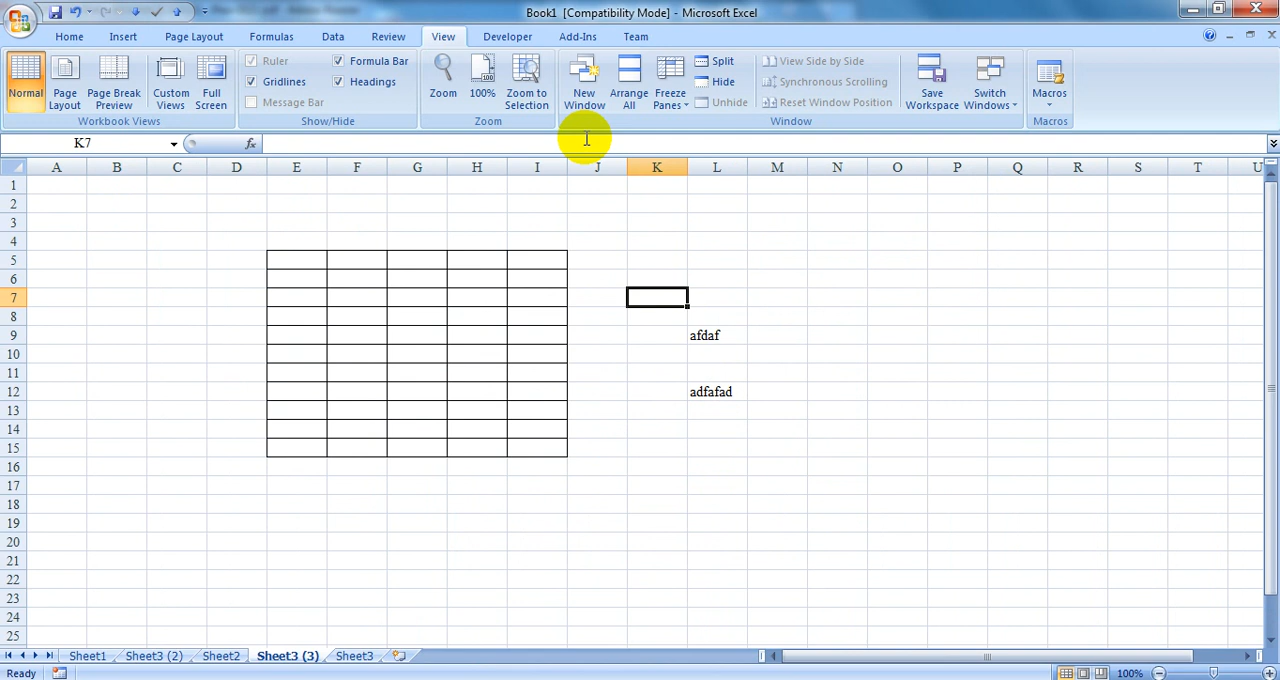 Book1 [Compatibility Mode] - Microsoft Excel
Home Insert Page Layout Formulas Data Review View Developer Add-Ins Team
Normal
Page Layout
Page Break Preview
Custom Views
Full Screen
Workbook Views
Ruler
Gridlines
Message Bar
Formula Bar
Headings
Show/Hide
Zoom
100%
Zoom to Selection
Zoom
New Window
Arrange All
Freeze Panes
Split
Hide
Unhide
View Side by Side
Synchronous Scrolling
Reset Window Position
Save Workspace
Switch Windows
Window
Macros
Macros
K7 fx
A B C D E F G H I J K L M N O P Q R S T U
1
2
3
4
5
6
7
8
9 afdaf
10
11
12 adfafad
13
14
15
16
17
18
19
20
21
22
23
24
25
Sheet1 Sheet3 (2) Sheet2 Sheet3 (3) Sheet3
Ready 100%